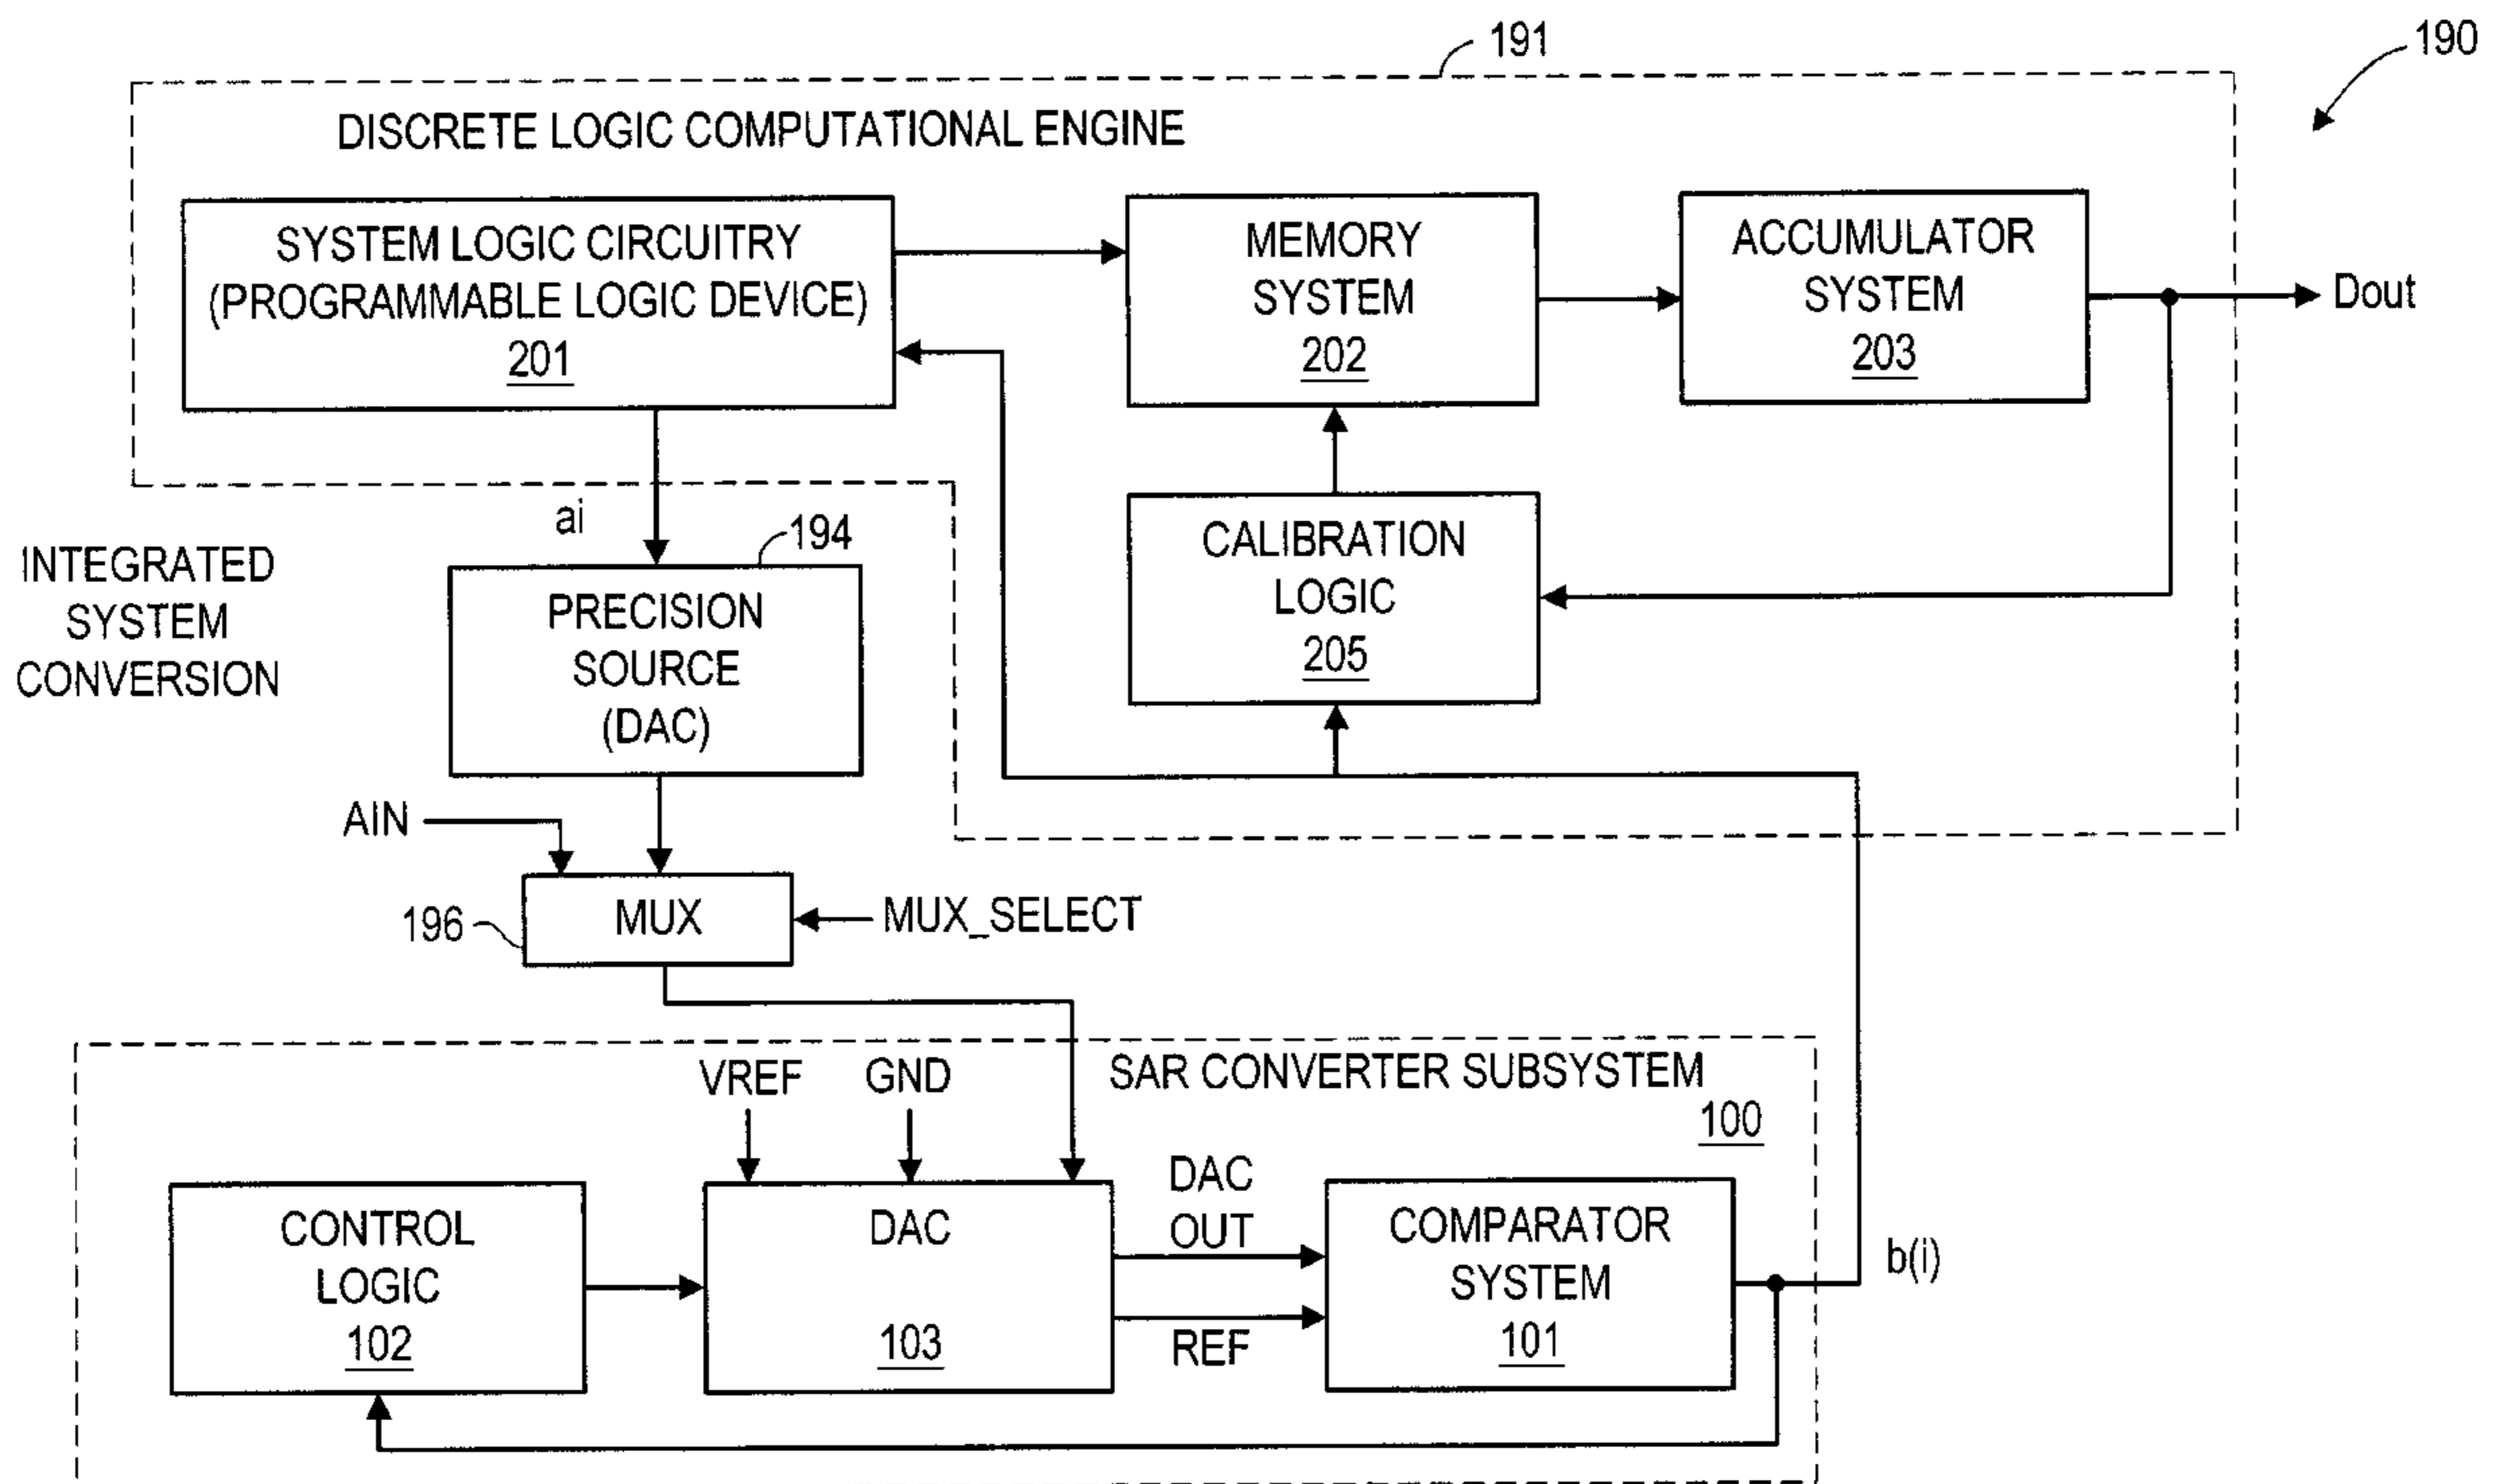 191
190
DISCRETE LOGIC COMPUTATIONAL ENGINE
SYSTEM LOGIC CIRCUITRY
(PROGRAMMABLE LOGIC DEVICE)
201
MEMORY
SYSTEM
202
ACCUMULATOR
SYSTEM
203
Dout
ai
194
INTEGRATED
SYSTEM
CONVERSION
PRECISION
SOURCE
(DAC)
CALIBRATION
LOGIC
205
AIN
196
MUX
MUX_SELECT
VREF
GND
SAR CONVERTER SUBSYSTEM
100
CONTROL
LOGIC
102
DAC
103
DAC
OUT
REF
COMPARATOR
SYSTEM
101
b(i)